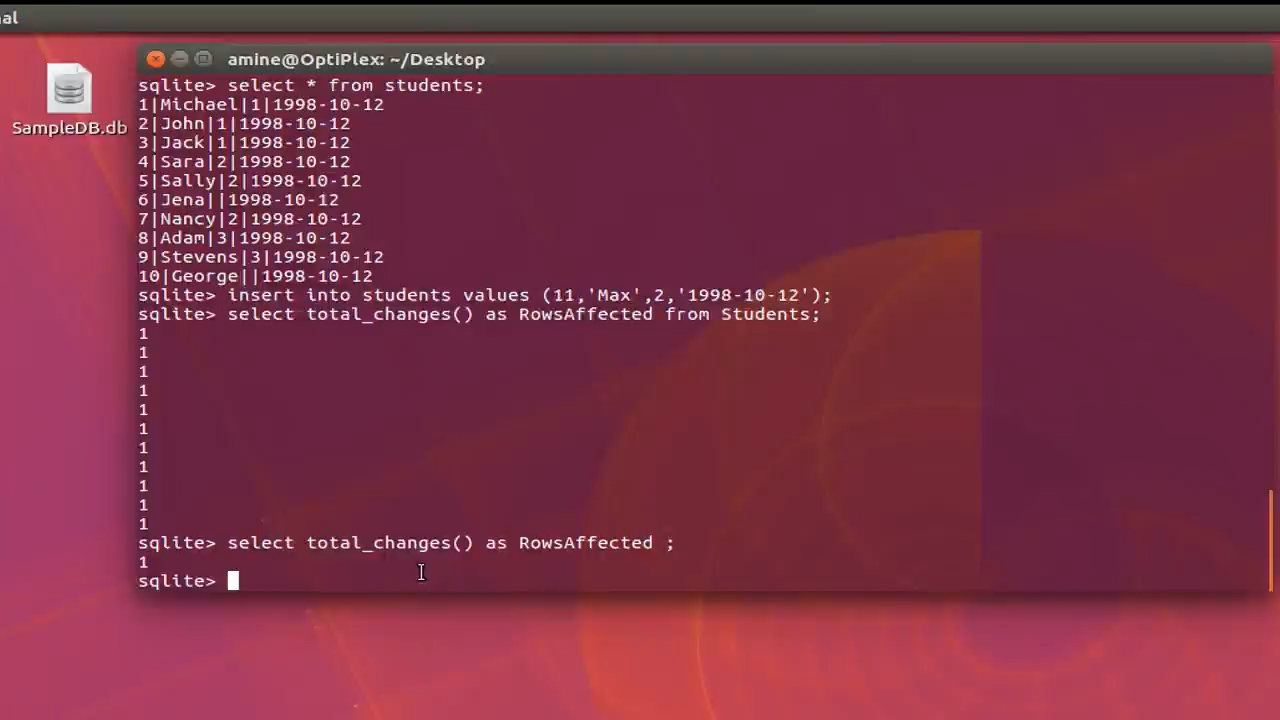 al
SampleDB.db
amine@OptiPlex: ~/Desktop
sqlite> select * from students;
1|Michael|1|1998-10-12
2|John|1|1998-10-12
3|Jack|1|1998-10-12
4|Sara|2|1998-10-12
5|Sally|2|1998-10-12
6|Jena||1998-10-12
7|Nancy|2|1998-10-12
8|Adam|3|1998-10-12
9|Stevens|3|1998-10-12
10|George||1998-10-12
sqlite> insert into students values (11,'Max',2,'1998-10-12');
sqlite> select total_changes() as RowsAffected from Students;
1
1
1
1
1
1
1
1
1
1
1
sqlite> select total_changes() as RowsAffected ;
1
sqlite>